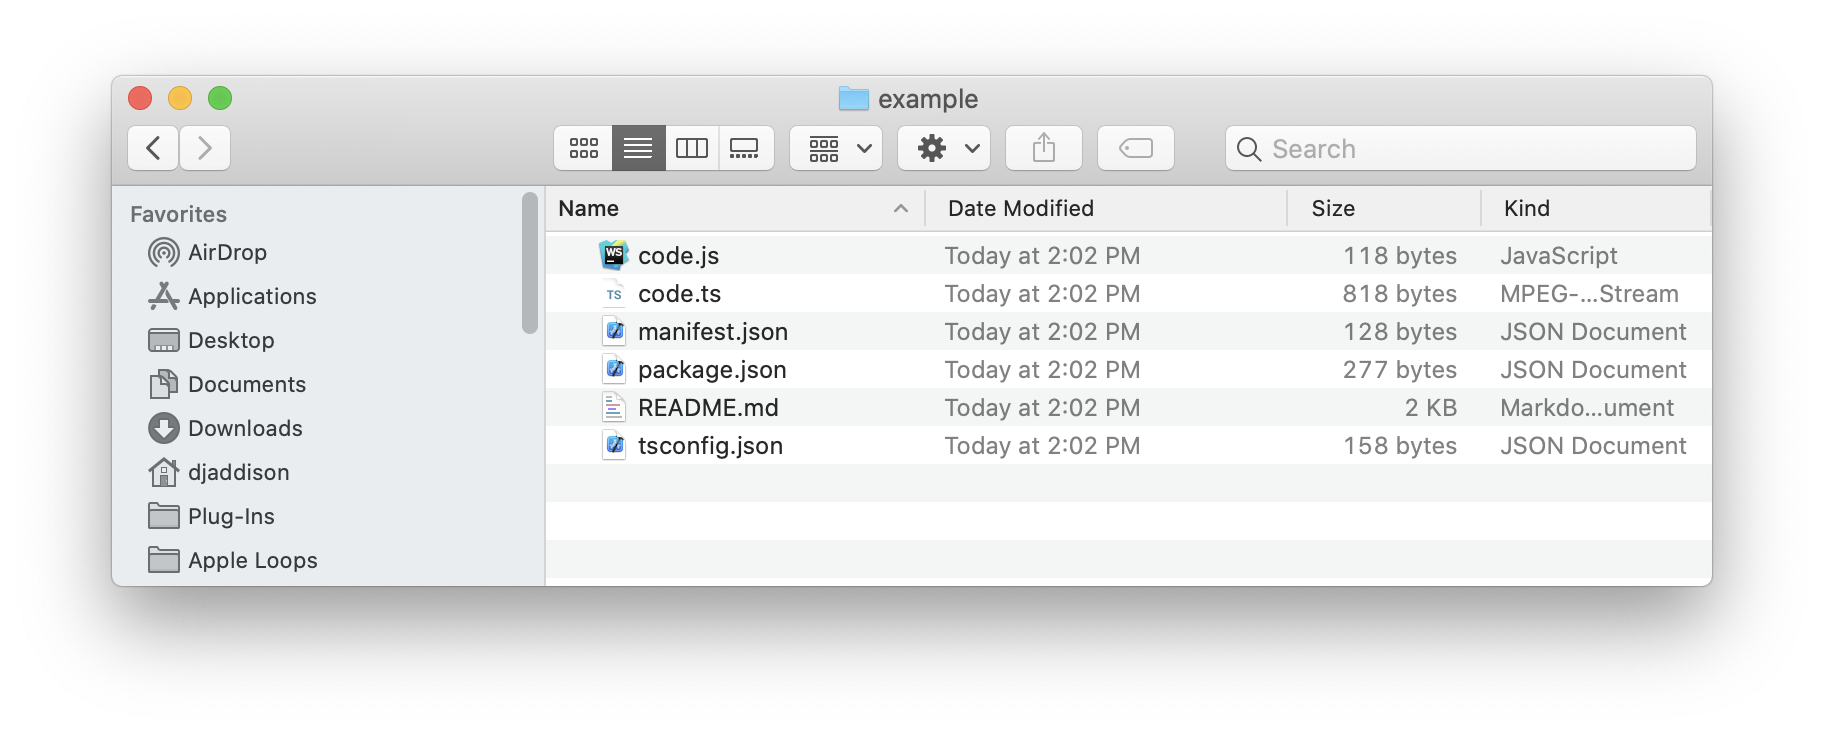 example
Search
Favorites
AirDrop
Applications
Desktop
Documents
Downloads
djaddison
Plug-Ins
Apple Loops
Name Date Modified Size Kind
WS code.js Today at 2:02 PM 118 bytes JavaScript
TS code.ts Today at 2:02 PM 818 bytes MPEG-...Stream
manifest.json Today at 2:02 PM 128 bytes JSON Document
package.json Today at 2:02 PM 277 bytes JSON Document
README.md Today at 2:02 PM 2 KB Markdo...ument
tsconfig.json Today at 2:02 PM 158 bytes JSON Document